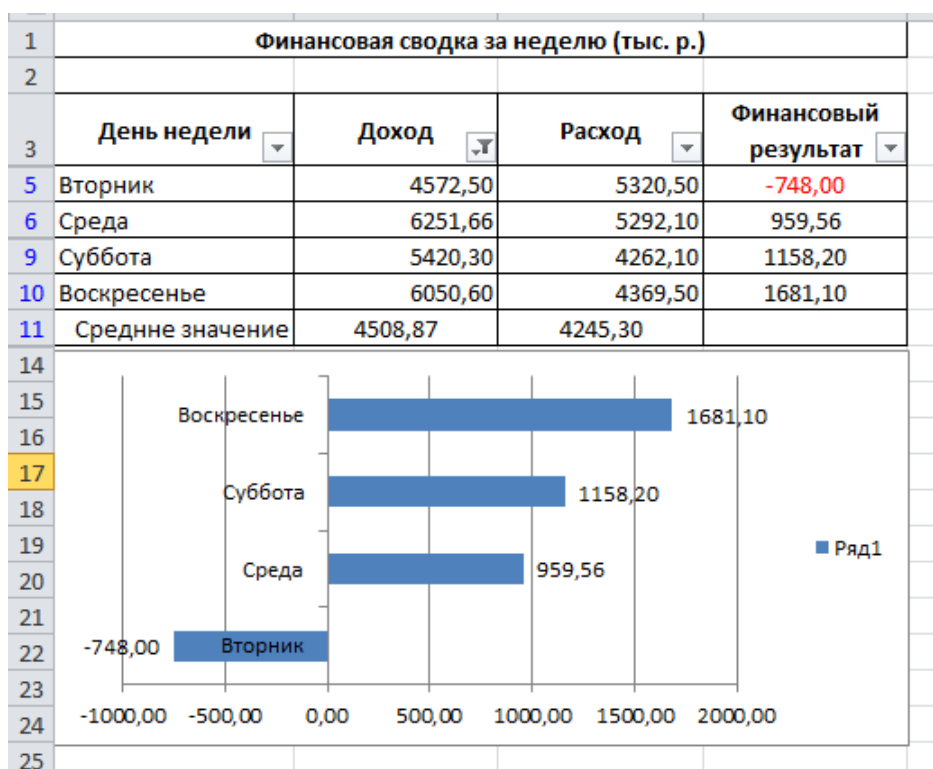 1 Финансовая сводка за неделю (тыс. р.)
2
3 День недели Доход Расход Финансовый результат
5 Вторник 4572,50 5320,50 -748,00
6 Среда 6251,66 5292,10 959,56
9 Суббота 5420,30 4262,10 1158,20
10 Воскресенье 6050,60 4369,50 1681,10
11 Среднне значение 4508,87 4245,30
14
15
Воскресенье 1681,10
16
17
Суббота 1158,20
18
19
Ряд1
Среда 959,56
20
21
22
-748,00 Вторник
23
24
-1000,00 -500,00 0,00 500,00 1000,00 1500,00 2000,00
25